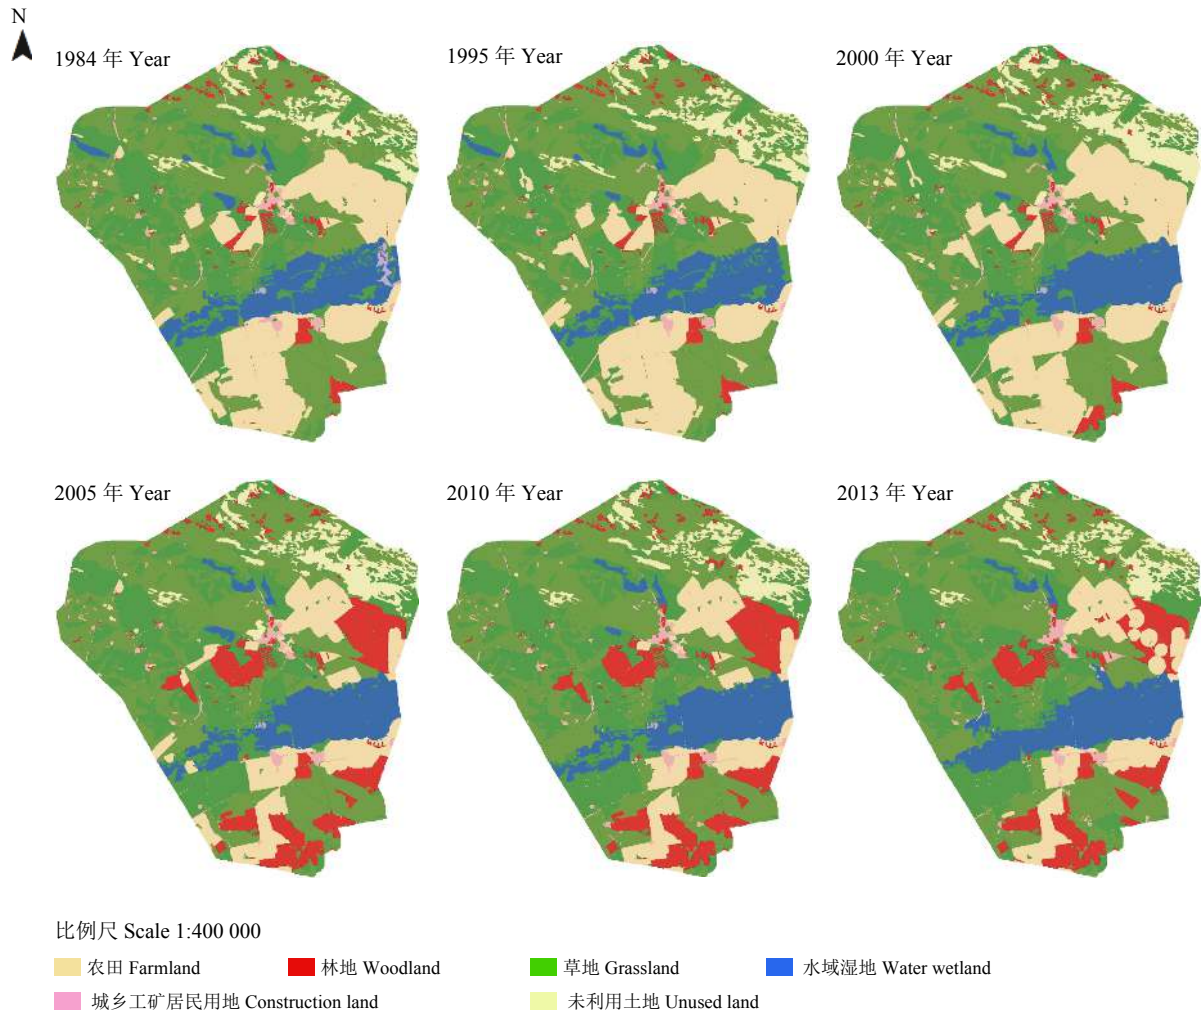 N
1984 年 Year
1995 年 Year
2000 年 Year
2005 年 Year
2010 年 Year
2013 年 Year
比例尺 Scale 1:400 000
农田 Farmland
林地 Woodland
草地 Grassland
水域湿地 Water wetland
城乡工矿居民用地 Construction land
未利用土地 Unused land